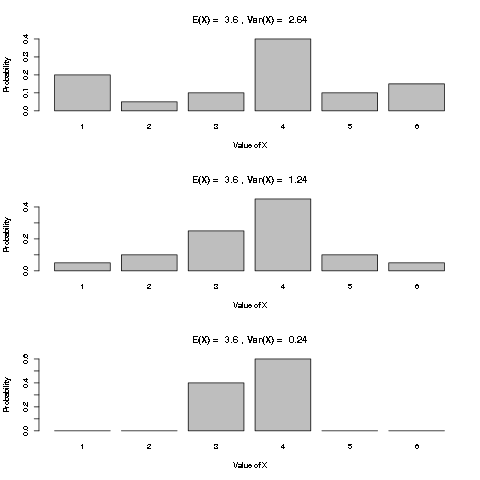 E(X) = 3.6 , Var(X) = 2.64
Probability
0.0 0.1 0.2 0.3 0.4
1 2 3 4 5 6
Value of X
E(X) = 3.6 , Var(X) = 1.24
Probability
0.0 0.2 0.4
1 2 3 4 5 6
Value of X
E(X) = 3.6 , Var(X) = 0.24
Probability
0.0 0.2 0.4 0.6
1 2 3 4 5 6
Value of X